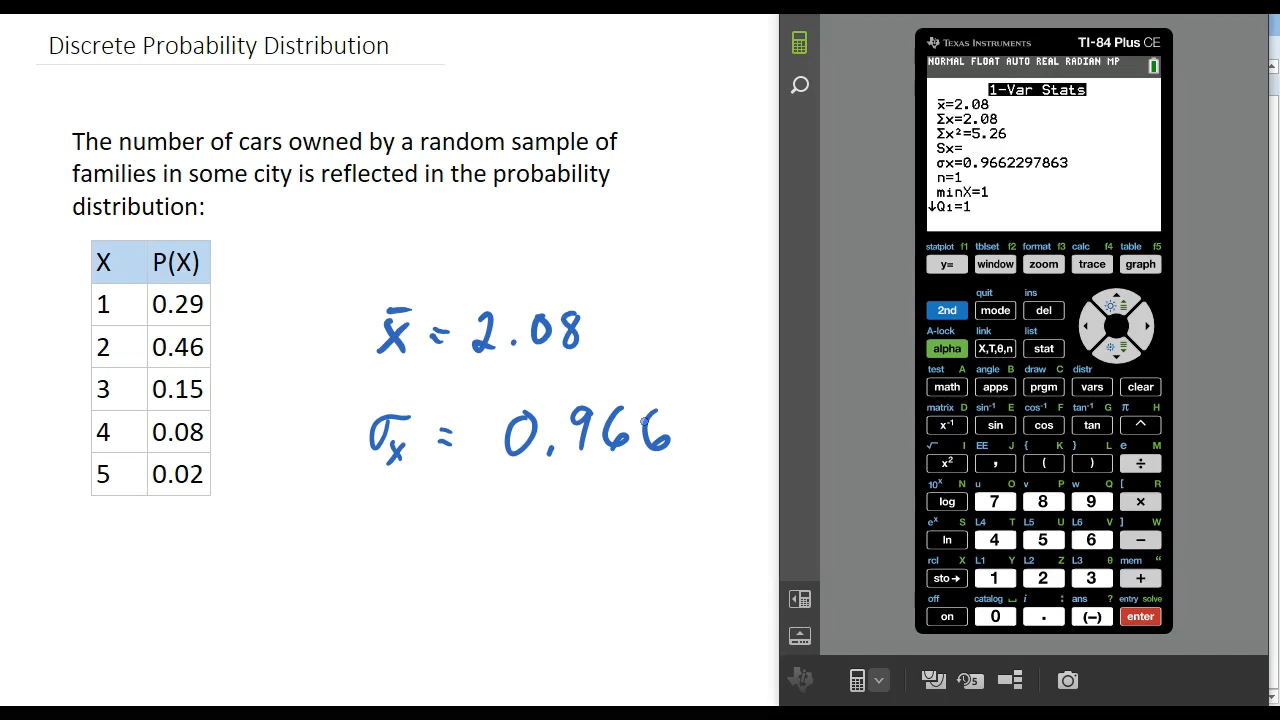 Discrete Probability Distribution
The number of cars owned by a random sample of
families in some city is reflected in the probability
distribution:
X P(X)
1 0.29
2 0.46
3 0.15
4 0.08
5 0.02
x̄ = 2.08
σx = 0.966
TEXAS INSTRUMENTS TI-84 Plus CE
NORMAL FLOAT AUTO REAL RADIAN MP
1-Var Stats
x̄=2.08
Σx=2.08
Σx²=5.26
Sx=
σx=0.9662297863
n=1
minX=1
↓Q₁=1
statplot f1 tblset f2 format f3 calc f4 table f5
y= window zoom trace graph
quit ins
2nd mode del
A-lock link list
alpha X,T,θ,n stat
test A angle B draw C distr
math apps prgm vars clear
matrix D sin⁻¹ E cos⁻¹ F tan⁻¹ G π H
x⁻¹ sin cos tan ^
√ I EE J { K } L e M
x² , ( ) ÷
10ˣ N u O v P w Q [ R
log 7 8 9 ×
eˣ S L4 T L5 U L6 V ] W
ln 4 5 6 −
rcl X L1 Y L2 Z L3 θ mem "
sto→ 1 2 3 +
off catalog ⎵ i : ans ? entry solve
on 0 . (−) enter